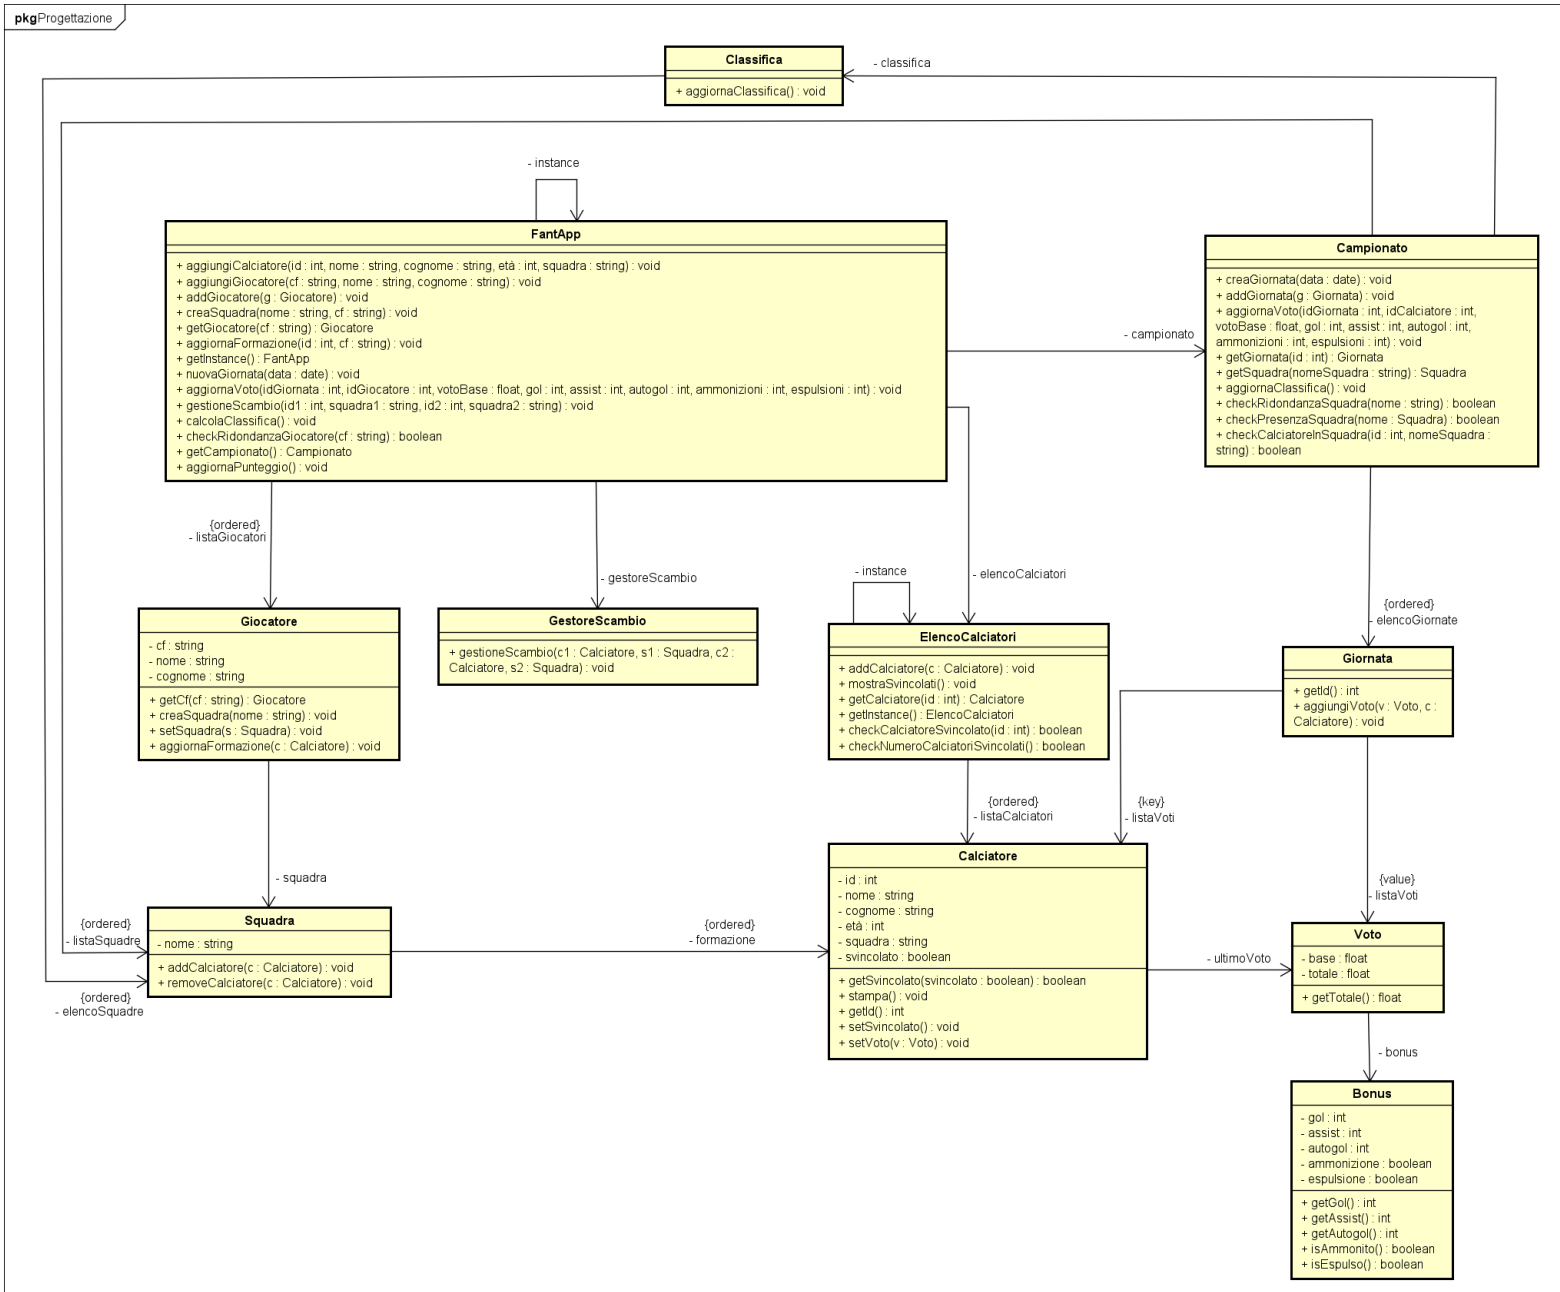 pkg Progettazione
Classifica
+ aggiornaClassifica() : void
- classifica
- instance
FantApp
+ aggiungiCalciatore(id : int, nome : string, cognome : string, età : int, squadra : string) : void
+ aggiungiGiocatore(cf : string, nome : string, cognome : string) : void
+ addGiocatore(g : Giocatore) : void
+ creaSquadra(nome : string, cf : string) : void
+ getGiocatore(cf : string) : Giocatore
+ aggiornaFormazione(id : int, cf : string) : void
+ getInstance() : FantApp
+ nuovaGiornata(data : date) : void
+ aggiornaVoto(idGiornata : int, idGiocatore : int, votoBase : float, gol : int, assist : int, autogol : int, ammonizioni : int, espulsioni : int) : void
+ gestioneScambio(id1 : int, squadra1 : string, id2 : int, squadra2 : string) : void
+ calcolaClassifica() : void
+ checkRidondanzaGiocatore(cf : string) : boolean
+ getCampionato() : Campionato
+ aggiornaPunteggio() : void
- campionato
Campionato
+ creaGiornata(data : date) : void
+ addGiornata(g : Giornata) : void
+ aggiornaVoto(idGiornata : int, idCalciatore : int,
votoBase : float, gol : int, assist : int, autogol : int,
ammonizioni : int, espulsioni : int) : void
+ getGiornata(id : int) : Giornata
+ getSquadra(nomeSquadra : string) : Squadra
+ aggiornaClassifica() : void
+ checkRidondanzaSquadra(nome : string) : boolean
+ checkPresenzaSquadra(nome : Squadra) : boolean
+ checkCalciatoreInSquadra(id : int, nomeSquadra :
string) : boolean
{ordered}
- listaGiocatori
- gestoreScambio
- instance
- elencoCalciatori
{ordered}
- elencoGiornate
Giocatore
- cf : string
- nome : string
- cognome : string
+ getCf(cf : string) : Giocatore
+ creaSquadra(nome : string) : void
+ setSquadra(s : Squadra) : void
+ aggiornaFormazione(c : Calciatore) : void
GestoreScambio
+ gestioneScambio(c1 : Calciatore, s1 : Squadra, c2 :
Calciatore, s2 : Squadra) : void
ElencoCalciatori
+ addCalciatore(c : Calciatore) : void
+ mostraSvincolati() : void
+ getCalciatore(id : int) : Calciatore
+ getInstance() : ElencoCalciatori
+ checkCalciatoreSvincolato(id : int) : boolean
+ checkNumeroCalciatoriSvincolati() : boolean
Giornata
+ getId() : int
+ aggiungiVoto(v : Voto, c :
Calciatore) : void
{ordered}
- listaCalciatori
{key}
- listaVoti
{value}
- listaVoti
- squadra
{ordered}
- listaSquadre
{ordered}
- elencoSquadre
Squadra
- nome : string
+ addCalciatore(c : Calciatore) : void
+ removeCalciatore(c : Calciatore) : void
{ordered}
- formazione
Calciatore
- id : int
- nome : string
- cognome : string
- età : int
- squadra : string
- svincolato : boolean
+ getSvincolato(svincolato : boolean) : boolean
+ stampa() : void
+ getId() : int
+ setSvincolato() : void
+ setVoto(v : Voto) : void
- ultimoVoto
Voto
- base : float
- totale : float
+ getTotale() : float
- bonus
Bonus
- gol : int
- assist : int
- autogol : int
- ammonizione : boolean
- espulsione : boolean
+ getGol() : int
+ getAssist() : int
+ getAutogol() : int
+ isAmmonito() : boolean
+ isEspulso() : boolean